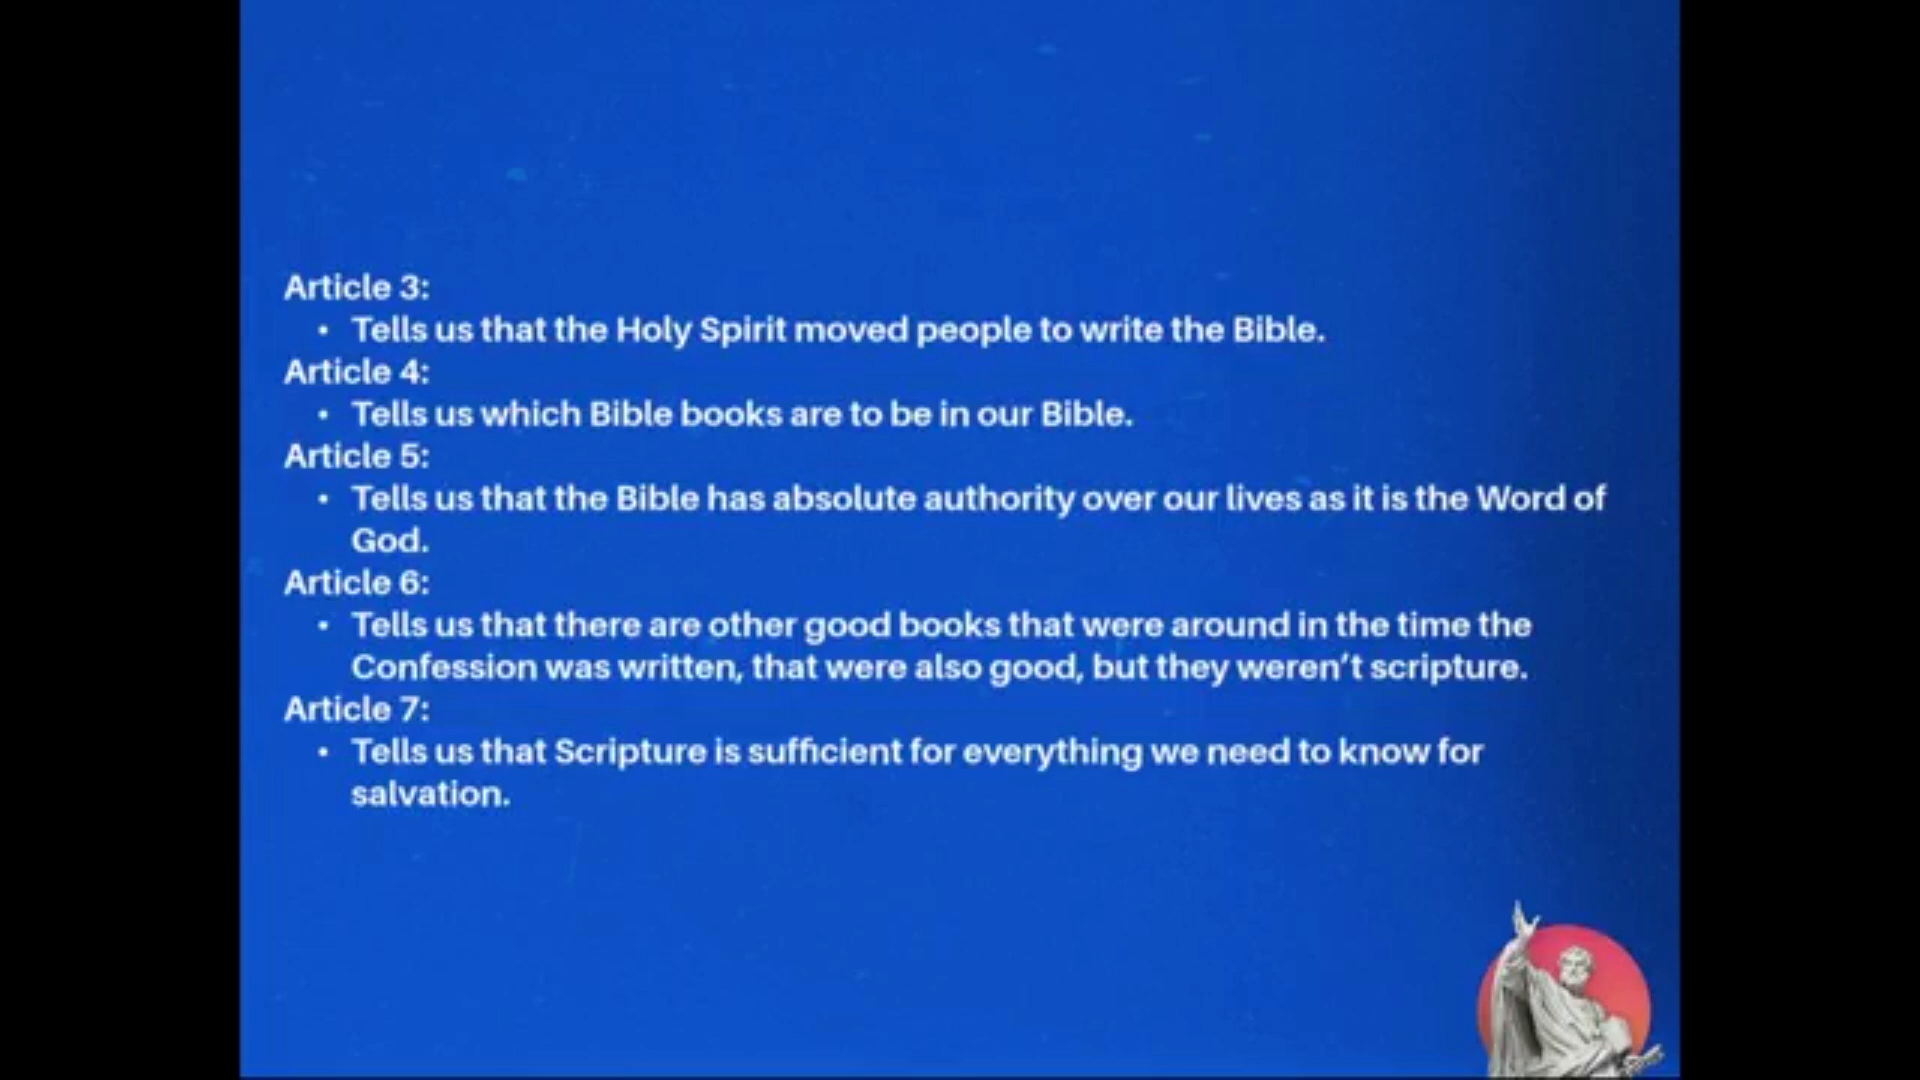 Article 3:
• Tells us that the Holy Spirit moved people to write the Bible.
Article 4:
• Tells us which Bible books are to be in our Bible.
Article 5:
• Tells us that the Bible has absolute authority over our lives as it is the Word of
God.
Article 6:
• Tells us that there are other good books that were around in the time the
Confession was written, that were also good, but they weren’t scripture.
Article 7:
• Tells us that Scripture is sufficient for everything we need to know for
salvation.